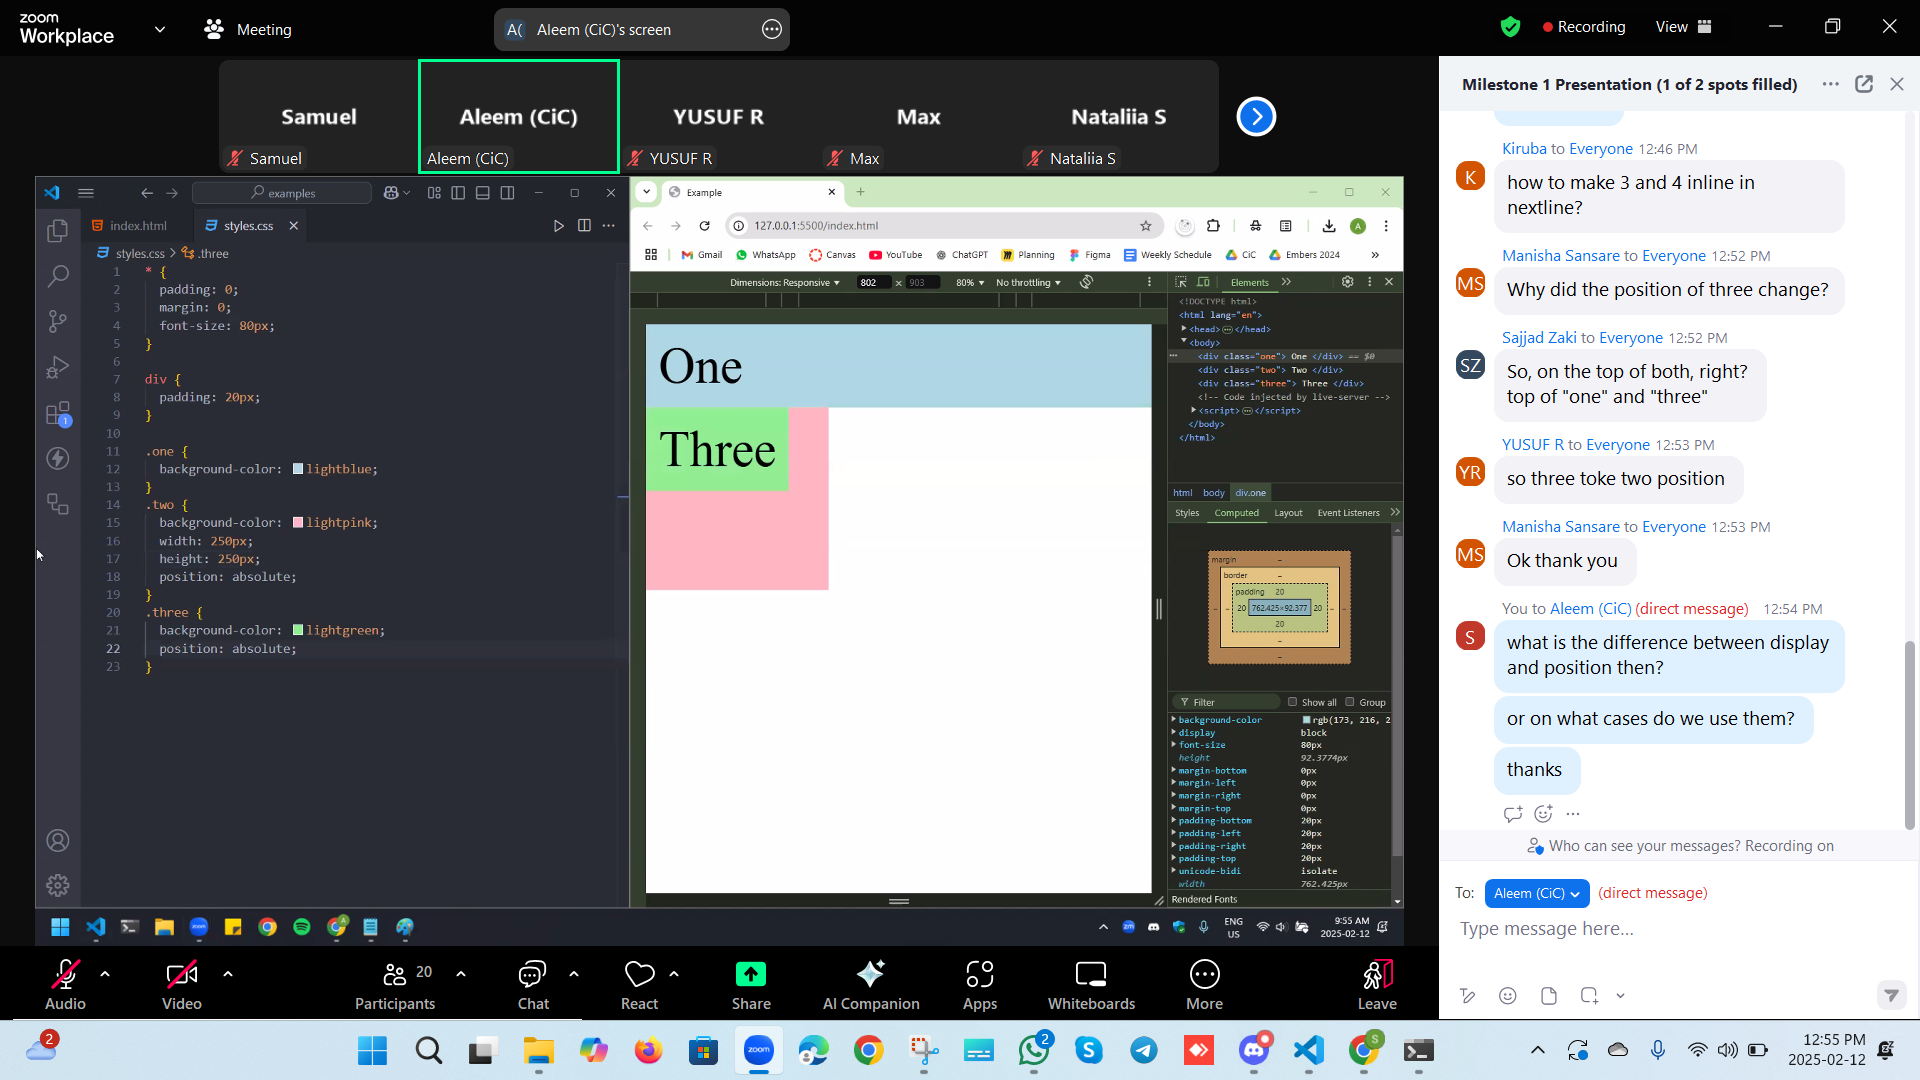 zoom
Workplace
Meeting
A( Aleem (CiC)'s screen
Recording
View
Samuel
Samuel
Aleem (CiC)
Aleem (CiC)
YUSUF R
YUSUF R
Max
Max
Nataliia S
Nataliia S
examples
index.html
styles.css
styles.css > .three
1 * {
2 padding: 0;
3 margin: 0;
4 font-size: 80px;
5 }
6
7 div {
8 padding: 20px;
9 }
10
11 .one {
12 background-color: lightblue;
13 }
14 .two {
15 background-color: lightpink;
16 width: 250px;
17 height: 250px;
18 position: absolute;
19 }
20 .three {
21 background-color: lightgreen;
22 position: absolute;
23 }
1
Example
127.0.0.1:5500/index.html
A
Gmail
WhatsApp
YouTube
Canvas
ChatGPT
Planning
Figma
Weekly Schedule
CiC
Embers 2024
Dimensions: Responsive
802 x 903
80%
No throttling
One
Three
Elements
<!DOCTYPE html>
<html lang="en">
<head> </head>
<body>
<div class="one"> One </div> == $0
<div class="two"> Two </div>
<div class="three"> Three </div>
<!-- Code injected by live-server -->
<script> </script>
</body>
</html>
html body div.one
Styles Computed Layout Event Listeners
margin –
border –
padding 20
20 762.425×92.377 20
20
–
–
Filter
Show all
Group
background-color rgb(173, 216, 2
display block
font-size 80px
height 92.3774px
margin-bottom 0px
margin-left 0px
margin-right 0px
margin-top 0px
padding-bottom 20px
padding-left 20px
padding-right 20px
padding-top 20px
unicode-bidi isolate
width 762.425px
Rendered Fonts
ENG
US
9:55 AM
2025-02-12
Milestone 1 Presentation (1 of 2 spots filled)
Kiruba to Everyone 12:46 PM
K
how to make 3 and 4 inline in
nextline?
Manisha Sansare to Everyone 12:52 PM
MS
Why did the position of three change?
Sajjad Zaki to Everyone 12:52 PM
SZ
So, on the top of both, right?
top of "one" and "three"
YUSUF R to Everyone 12:53 PM
YR
so three toke two position
Manisha Sansare to Everyone 12:53 PM
MS
Ok thank you
You to Aleem (CiC) (direct message) 12:54 PM
S
what is the difference between display
and position then?
or on what cases do we use them?
thanks
Who can see your messages? Recording on
To: Aleem (CiC) (direct message)
Type message here...
Audio
Video
20
Participants
Chat
React
Share
AI Companion
Apps
Whiteboards
More
Leave
2
zoom
2
S
12:55 PM
2025-02-12